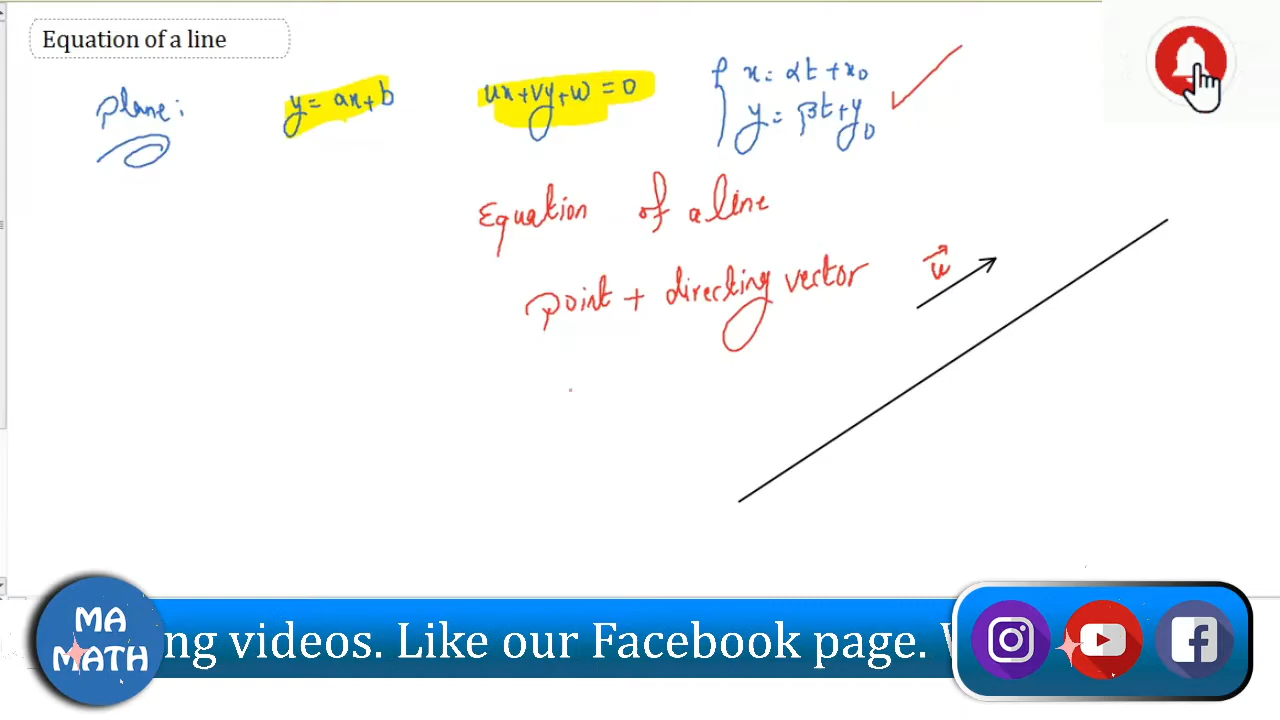 Equation of a line
plane: y = ax + b ux + vy + w = 0 { x = αt + x0
y = βt + y0
Equation of a line
point + directing vector u⃗
MA
MATH
ng videos. Like our Facebook page. W